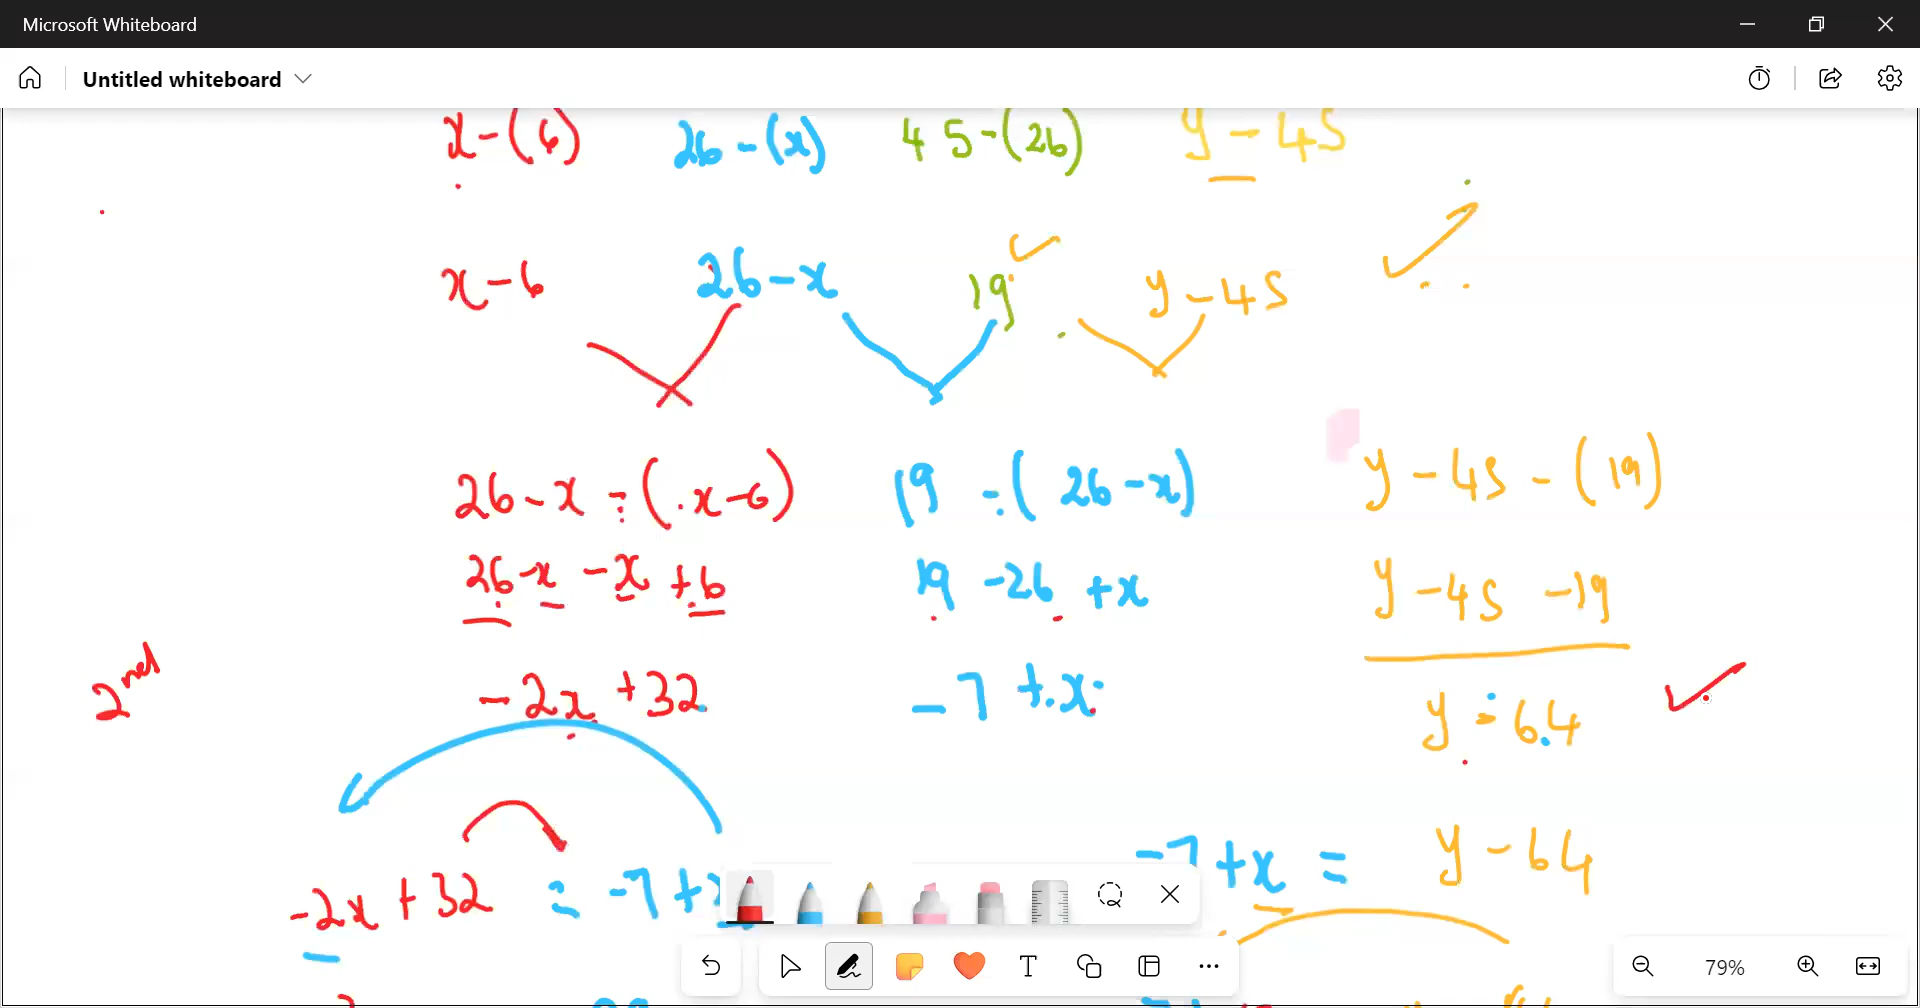 Microsoft Whiteboard
Untitled whiteboard
x-(6) 26-(x) 45-(26) y-45
x-6 26-x 19 y-45
26-x-(x-6) 19-(26-x) y-45-(19)
26-x-x+6 19-26+x y-45-19
2nd -2x+32 -7+x y-64
-2x+32 = -7+ -7+x = y-64
79%